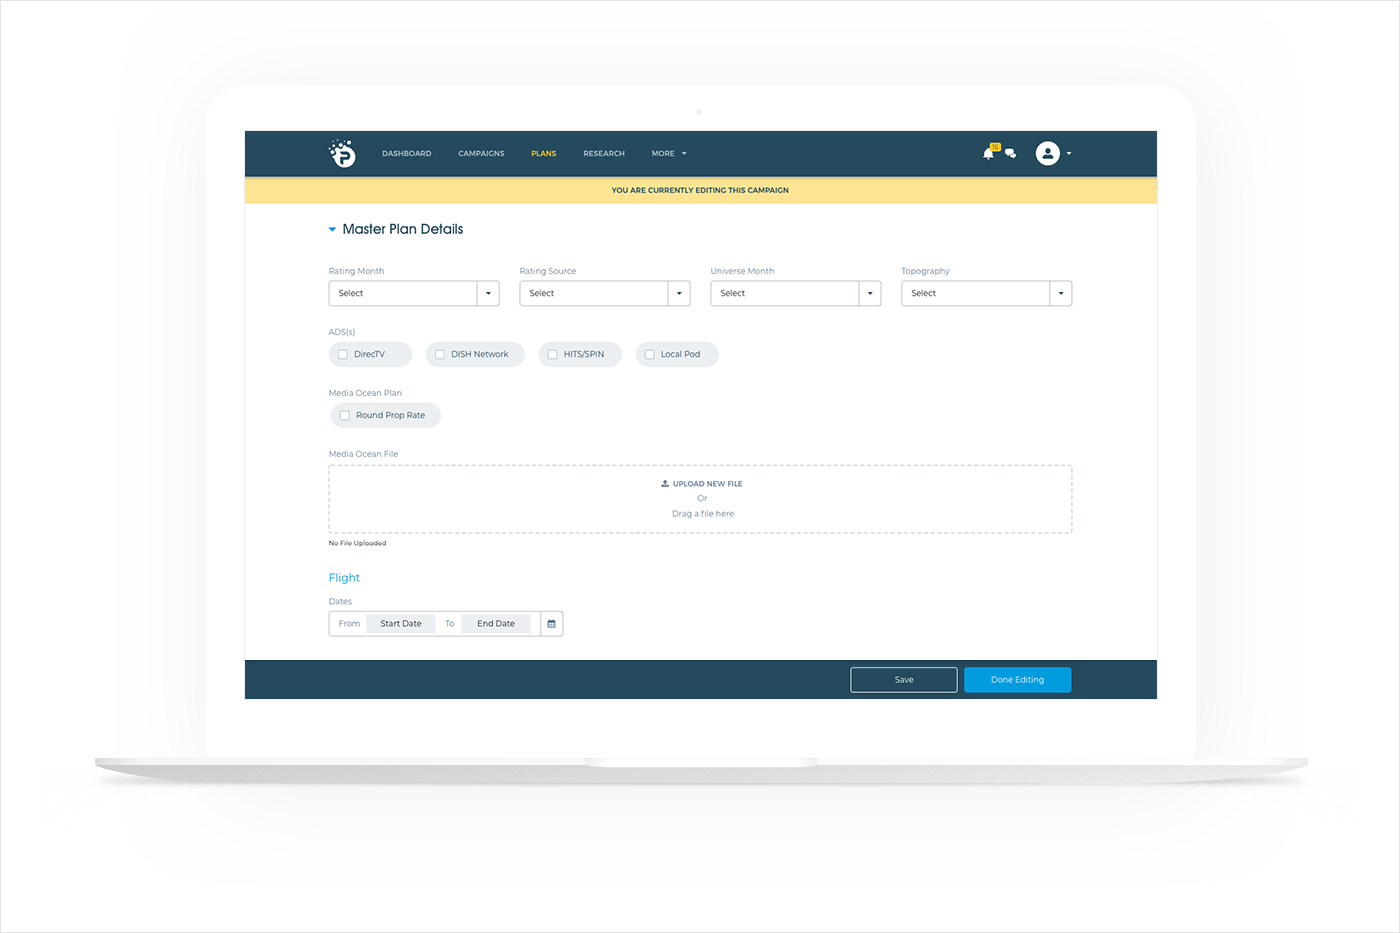 P DASHBOARD CAMPAIGNS PLANS RESEARCH MORE 15
YOU ARE CURRENTLY EDITING THIS CAMPAIGN
Master Plan Details
Rating Month Rating Source Universe Month Topography
Select Select Select Select
ADS(s)
DirecTV DISH Network HITS/SPIN Local Pod
Media Ocean Plan
Round Prop Rate
Media Ocean File
UPLOAD NEW FILE
Or
Drag a file here
No File Uploaded
Flight
Dates
From Start Date To End Date
Save Done Editing